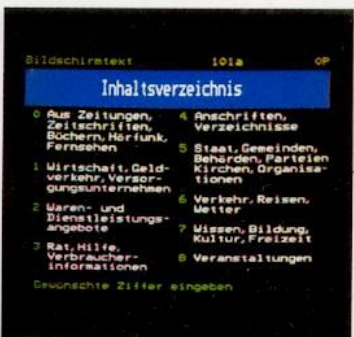 Bildschirmtext 101a 0P
Inhaltsverzeichnis
0 Aus Zeitungen,
Zeitschriften,
Büchern, Hörfunk,
Fernsehen
1 Wirtschaft, Geld-
verkehr, Versor-
gungsunternehmen
2 Waren- und
Dienstleistungs-
angebote
3 Rat, Hilfe,
Verbraucher-
informationen
4 Anschriften,
Verzeichnisse
5 Staat, Gemeinden,
Behörden, Parteien
Kirchen, Organisa-
tionen
6 Verkehr, Reisen,
Wetter
7 Wissen, Bildung,
Kultur, Freizeit
8 Veranstaltungen
Gewünschte Ziffer eingeben